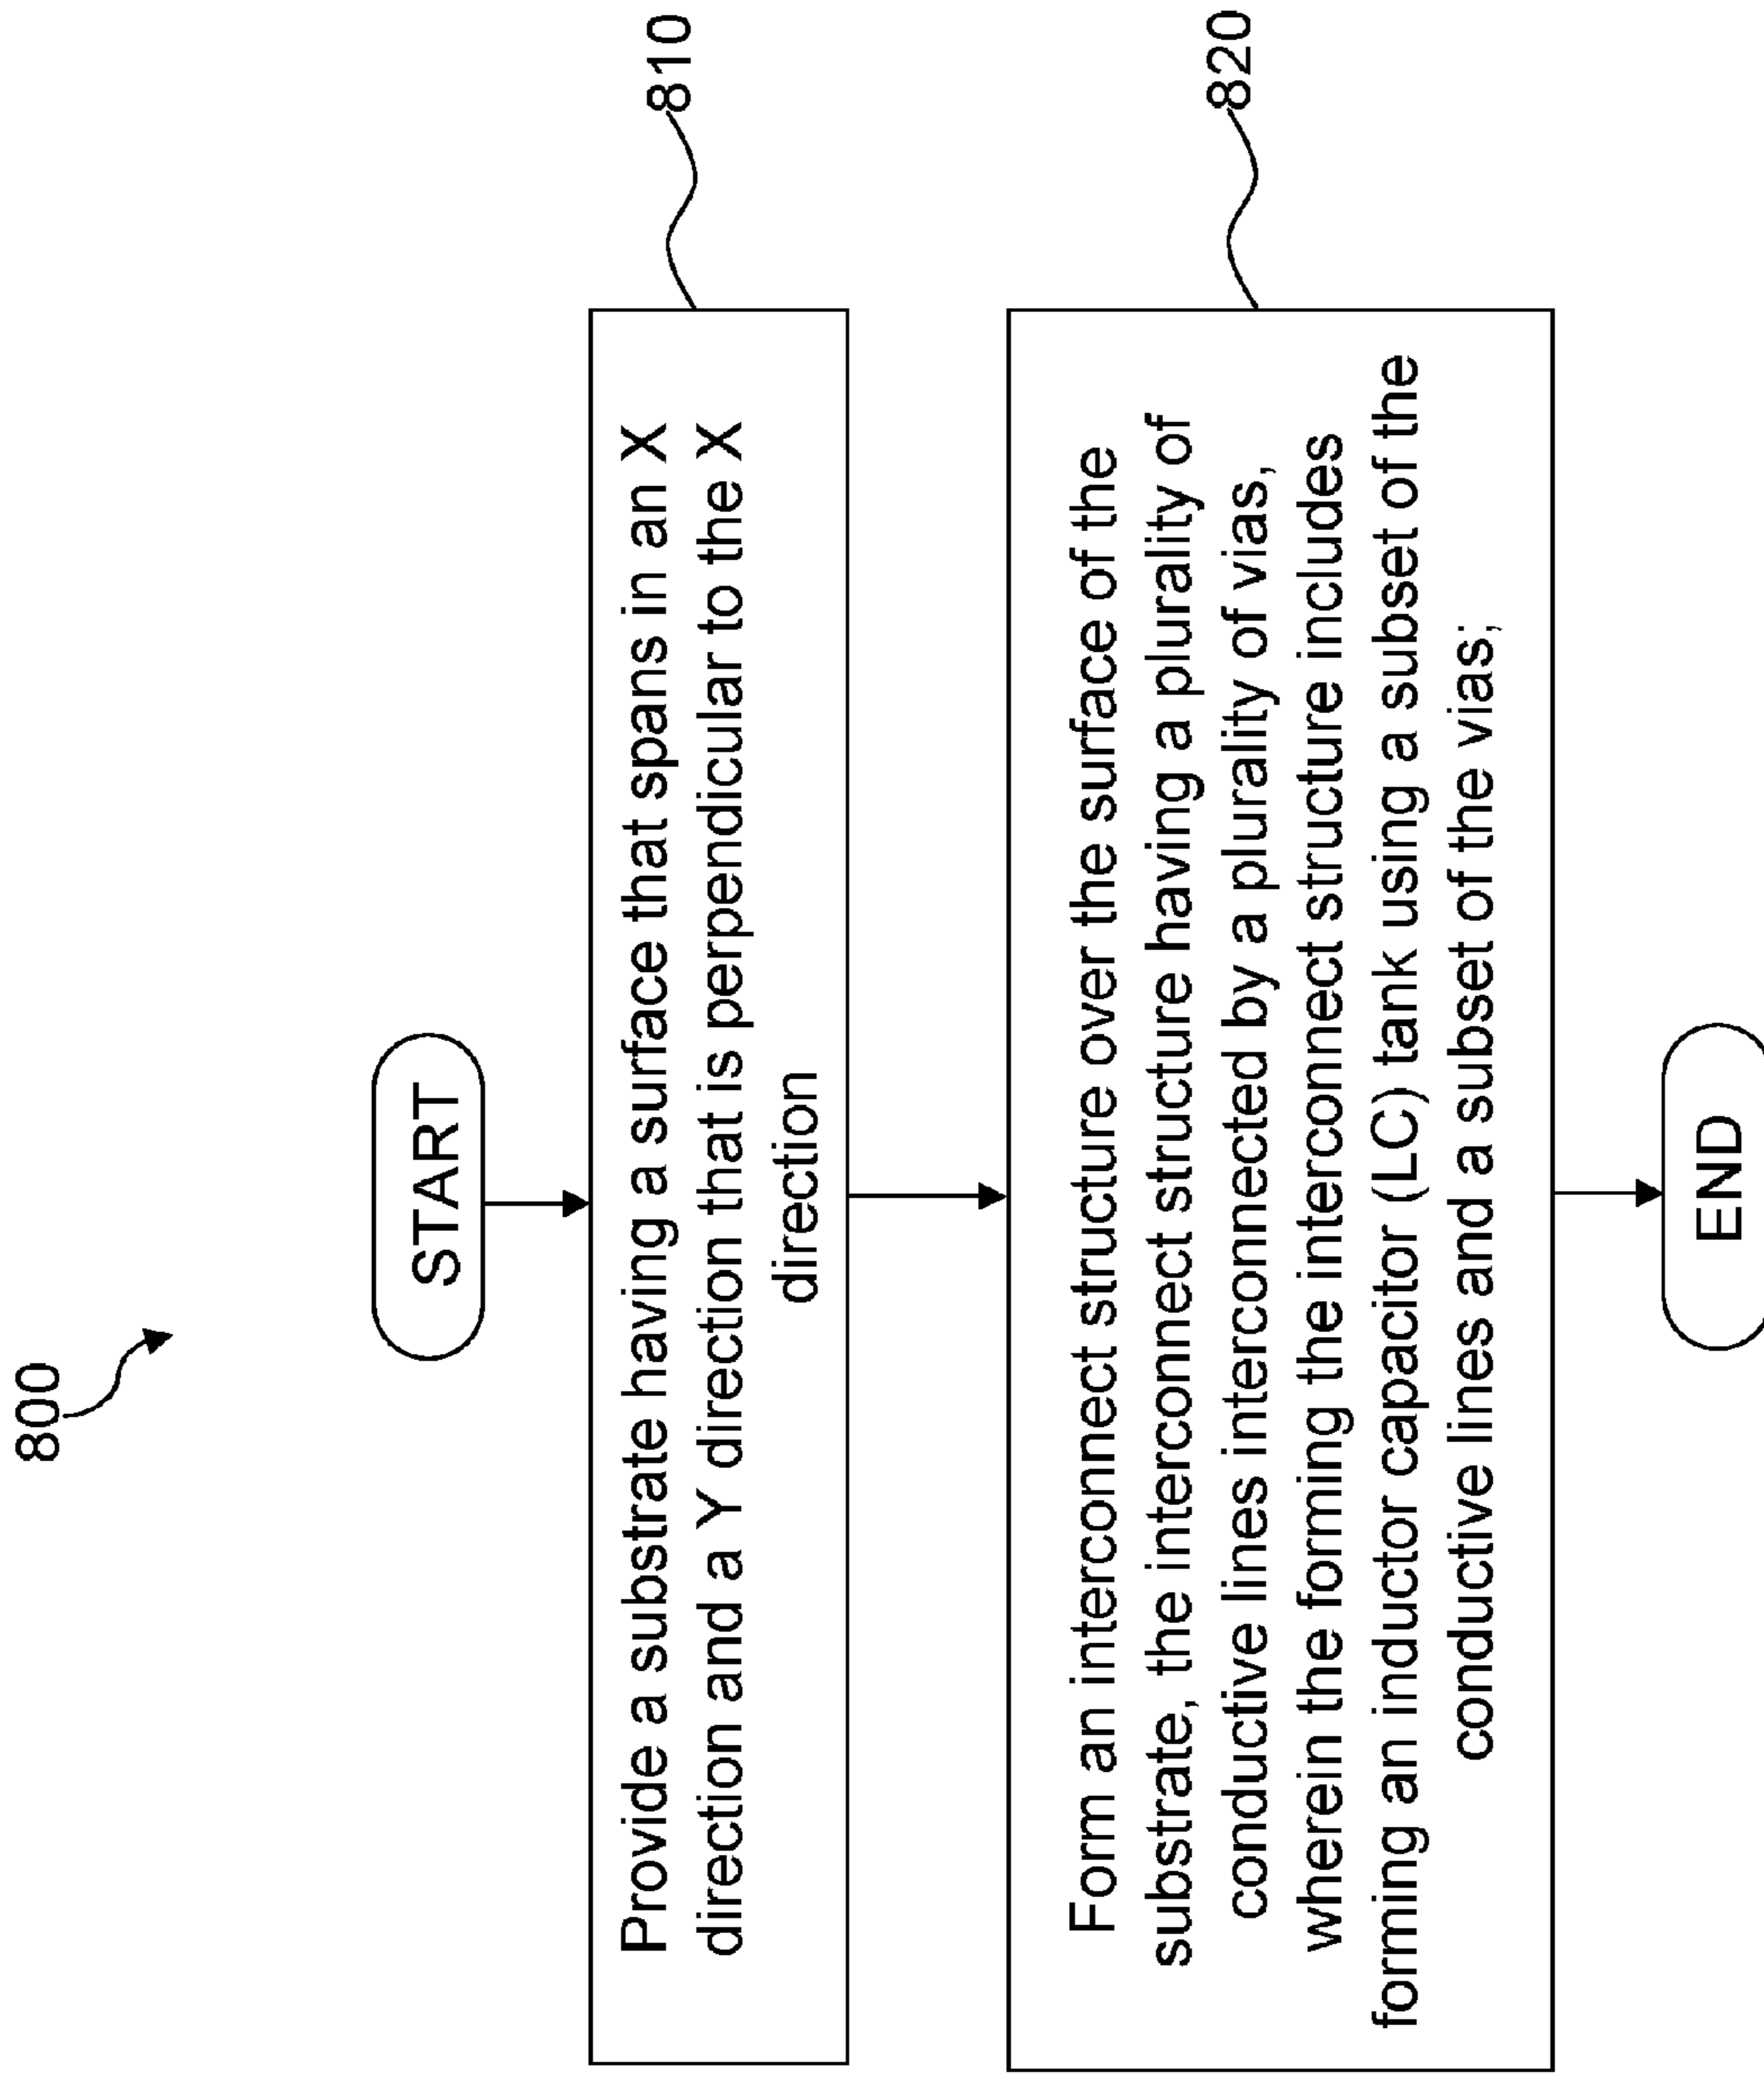 800
START
810
Provide a substrate having a surface that spans in an X
direction and a Y direction that is perpendicular to the X
direction
820
Form an interconnect structure over the surface of the
substrate, the interconnect structure having a plurality of
conductive lines interconnected by a plurality of vias,
wherein the forming the interconnect structure includes
forming an inductor capacitor (LC) tank using a subset of the
conductive lines and a subset of the vias;
END